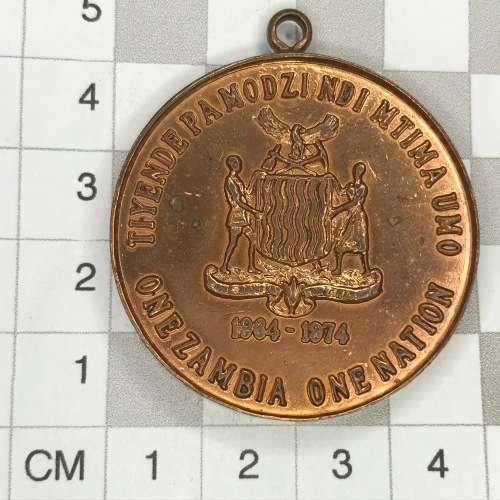 TIYENDE PAMODZI NDI MTIMA UMO
1964-1974
ONE ZAMBIA ONE NATION
5
4
3
2
1
CM 1 2 3 4